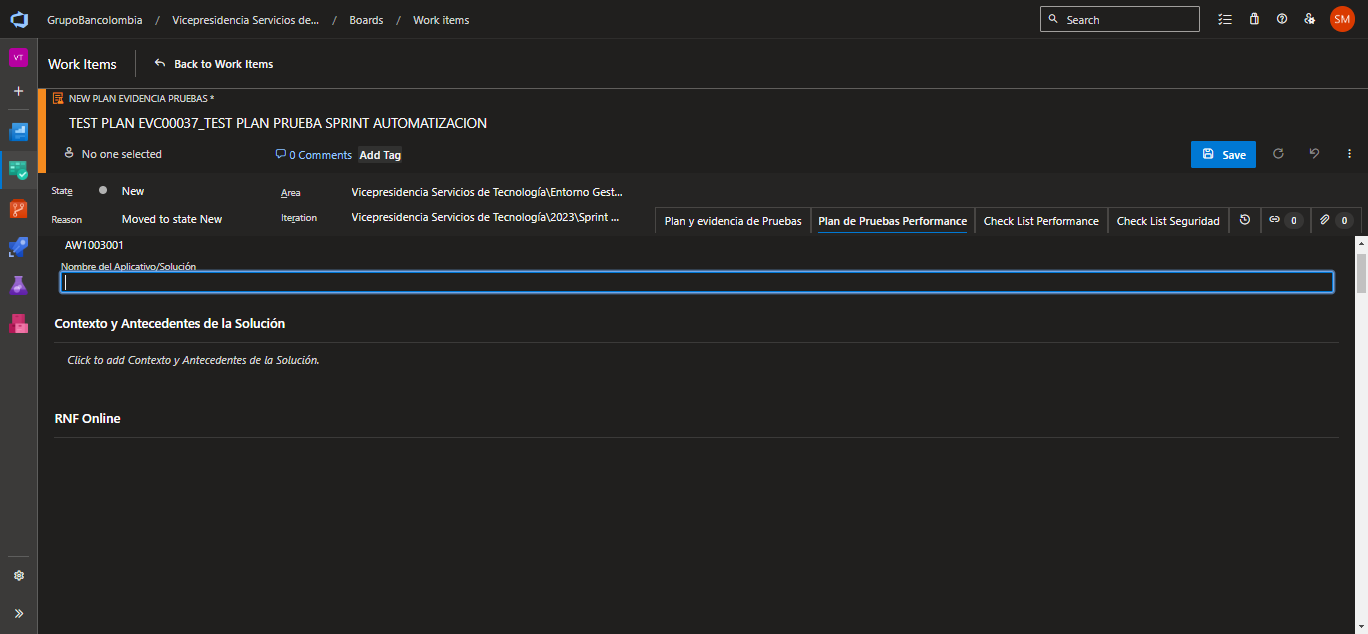 GrupoBancolombia / Vicepresidencia Servicios de... / Boards / Work items
Search
SM
VT
Work Items
Back to Work Items
NEW PLAN EVIDENCIA PRUEBAS *
TEST PLAN EVC00037_TEST PLAN PRUEBA SPRINT AUTOMATIZACION
No one selected
0 Comments
Add Tag
Save
State
New
Area
Vicepresidencia Servicios de Tecnología\Entorno Gest...
Reason
Moved to state New
Iteration
Vicepresidencia Servicios de Tecnología\2023\Sprint ...
Plan y evidencia de Pruebas
Plan de Pruebas Performance
Check List Performance
Check List Seguridad
0
0
AW1003001
Nombre del Aplicativo/Solución
Contexto y Antecedentes de la Solución
Click to add Contexto y Antecedentes de la Solución.
RNF Online